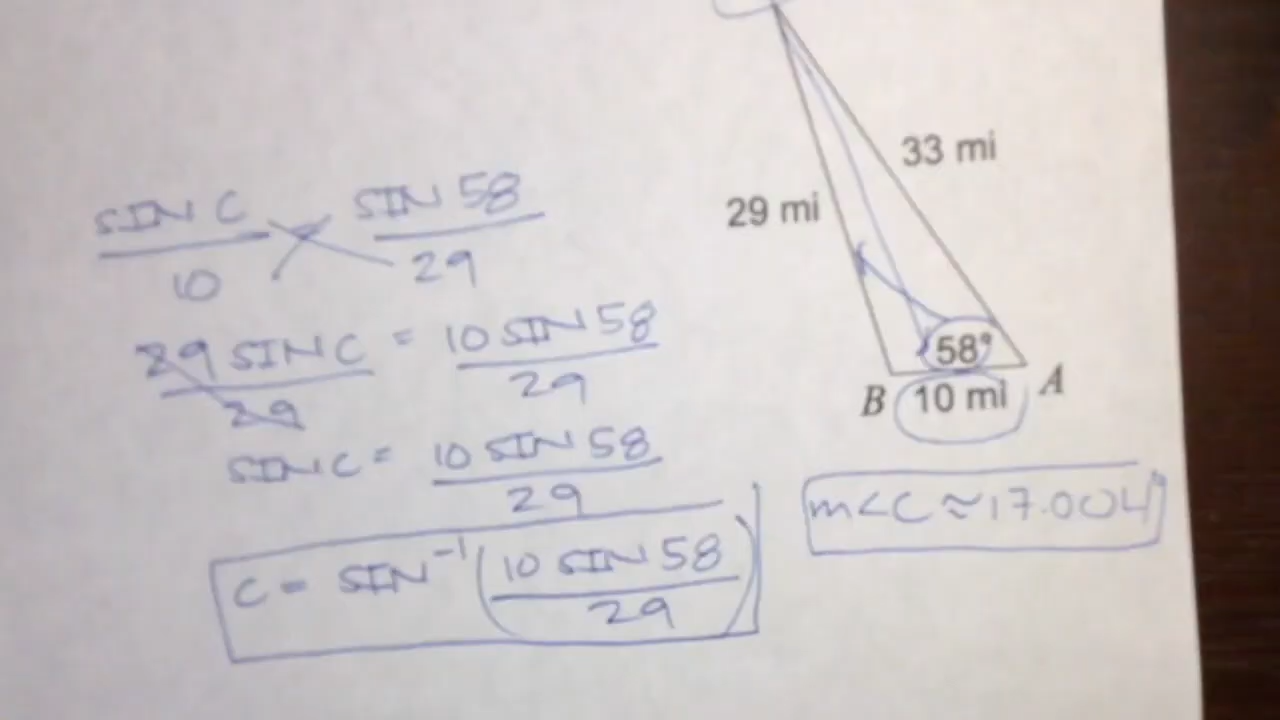 33 mi
29 mi
58°
B 10 mi A
SIN C SIN 58
10 29
29 SIN C = 10 SIN 58
29 29
SIN C = 10 SIN 58
29
C = SIN⁻¹ (10 SIN 58)
29
m<C ≈ 17.004°